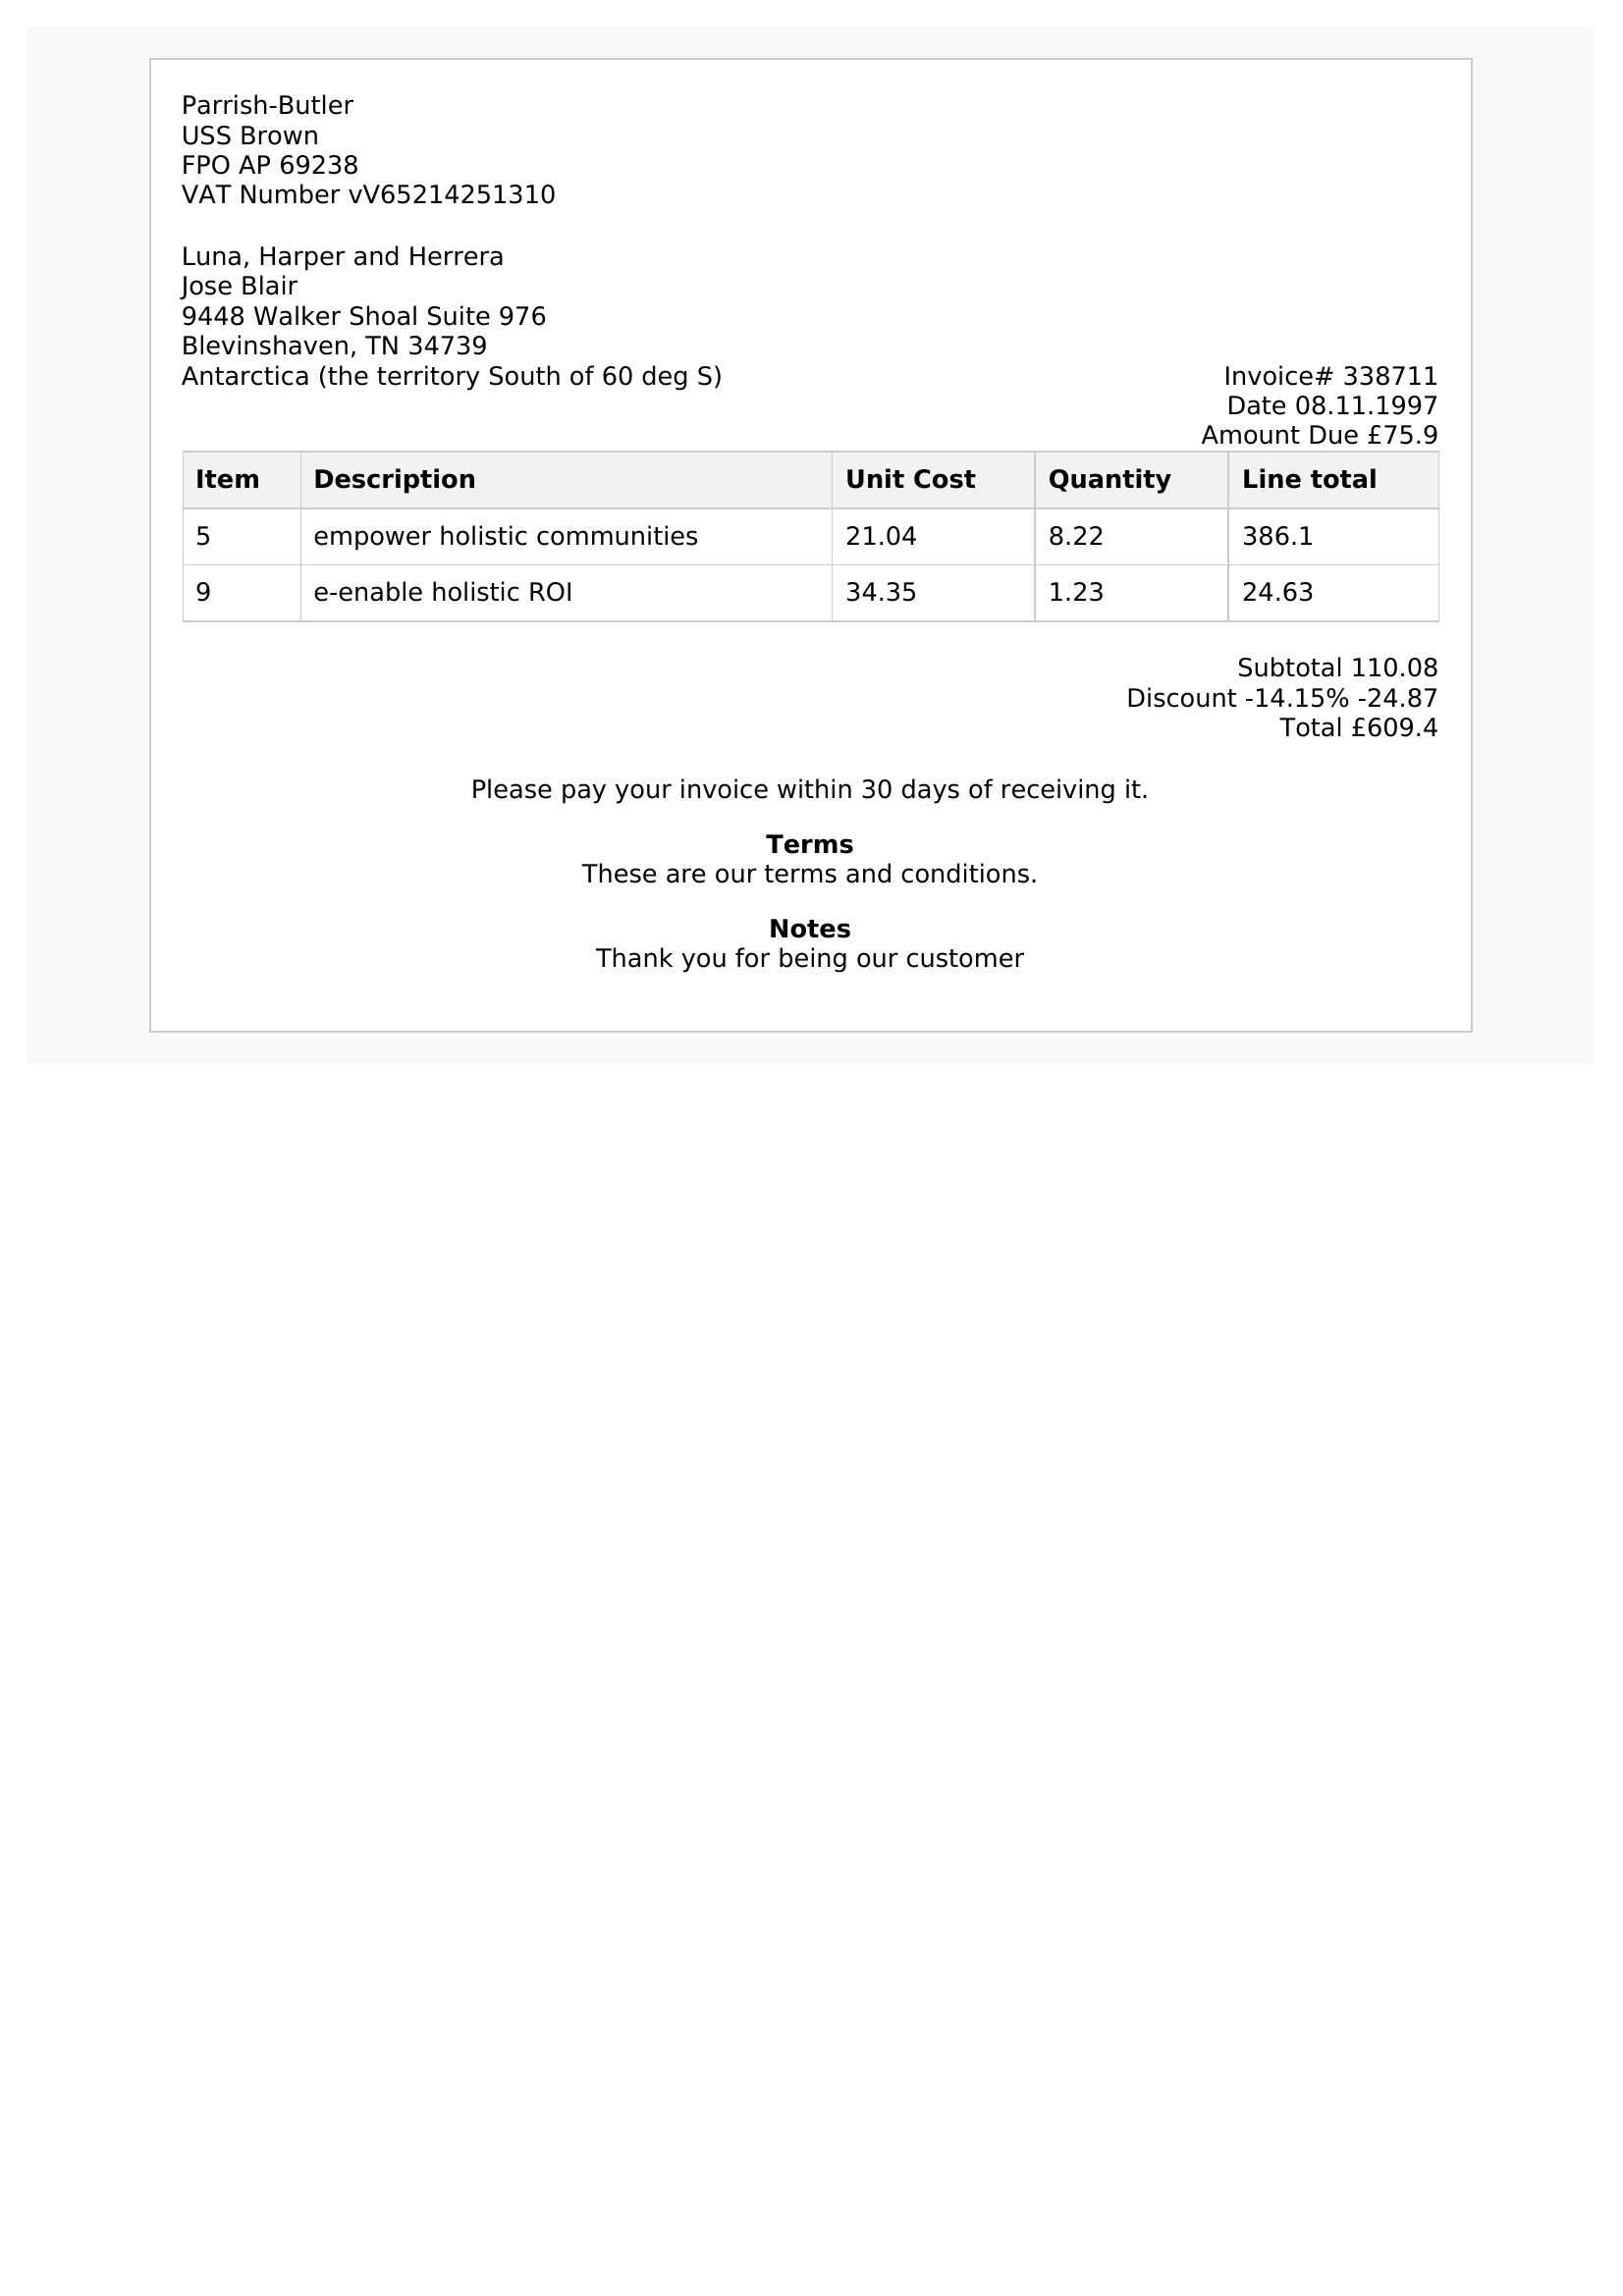 Parrish-Butler
USS Brown
FPO AP 69238
VAT Number vV65214251310
Luna, Harper and Herrera
Jose Blair
9448 Walker Shoal Suite 976
Blevinshaven, TN 34739
Antarctica (the territory South of 60 deg S)
Invoice# 338711
Date 08.11.1997
Amount Due £75.9
Item Description Unit Cost Quantity Line total
5 empower holistic communities 21.04 8.22 386.1
9 e-enable holistic ROI 34.35 1.23 24.63
Subtotal 110.08
Discount -14.15% -24.87
Total £609.4
Please pay your invoice within 30 days of receiving it.
Terms
These are our terms and conditions.
Notes
Thank you for being our customer